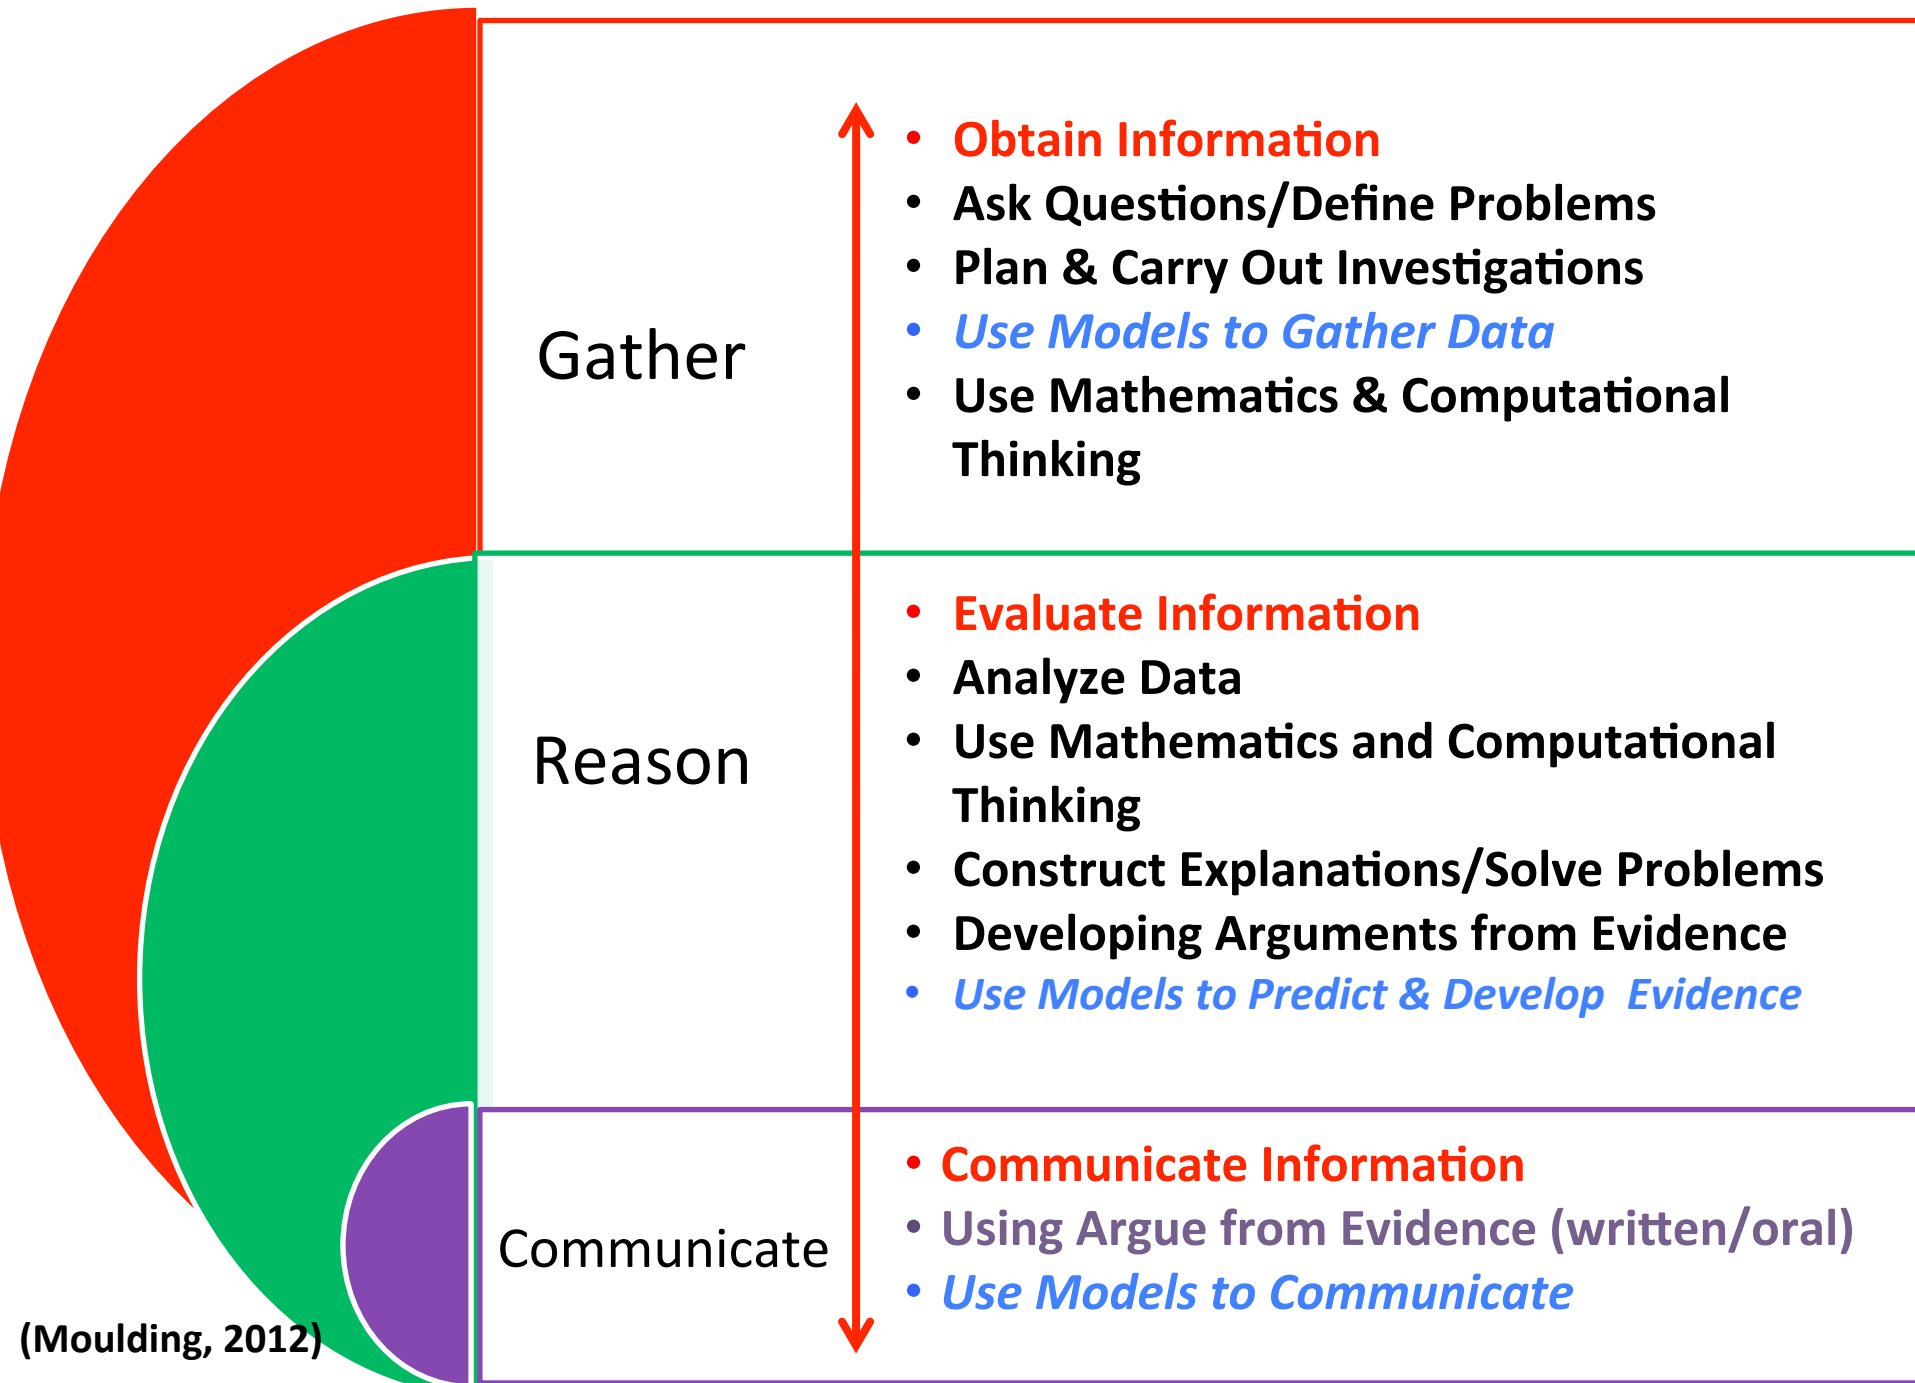 • Obtain Information
• Ask Questions/Define Problems
• Plan & Carry Out Investigations
• Use Models to Gather Data
• Use Mathematics & Computational
Thinking
Gather
• Evaluate Information
• Analyze Data
• Use Mathematics and Computational
Thinking
• Construct Explanations/Solve Problems
• Developing Arguments from Evidence
• Use Models to Predict & Develop  Evidence
Reason
• Communicate Information
• Using Argue from Evidence (written/oral)
• Use Models to Communicate
Communicate
(Moulding, 2012)